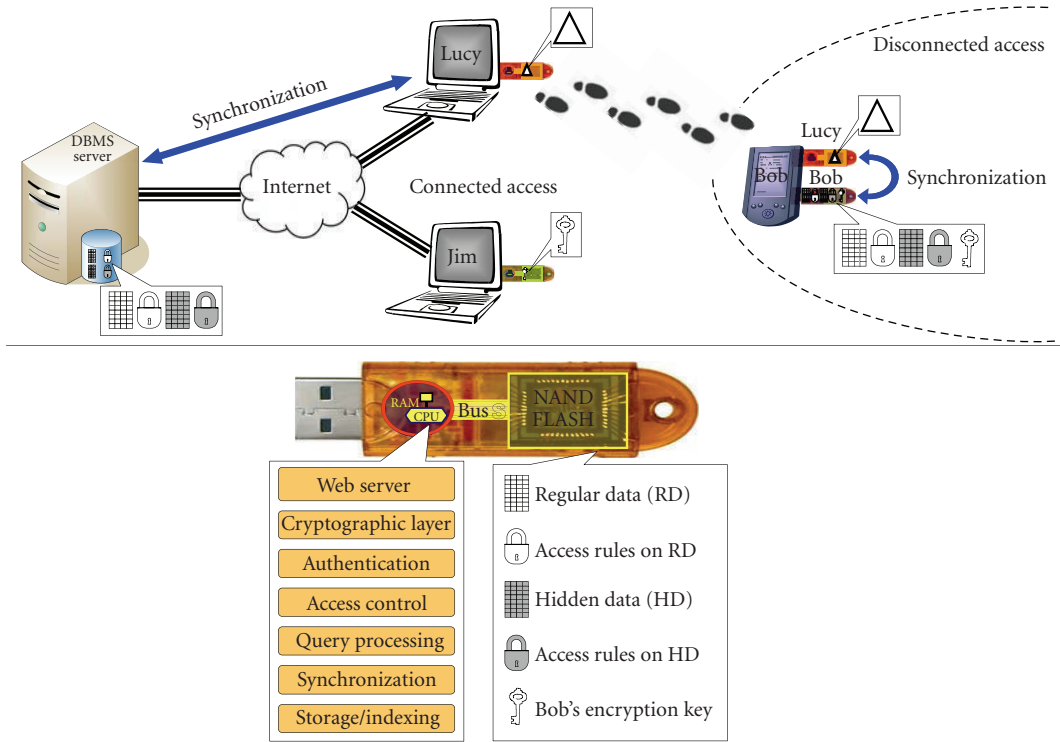 Lucy
Disconnected access
Synchronization
DBMS
server
Internet
Connected access
Jim
Lucy
Bob
Bob
Synchronization
RAM
CPU
Bus
NAND
FLASH
Web server
Cryptographic layer
Authentication
Access control
Query processing
Synchronization
Storage/indexing
Regular data (RD)
Access rules on RD
Hidden data (HD)
Access rules on HD
Bob's encryption key